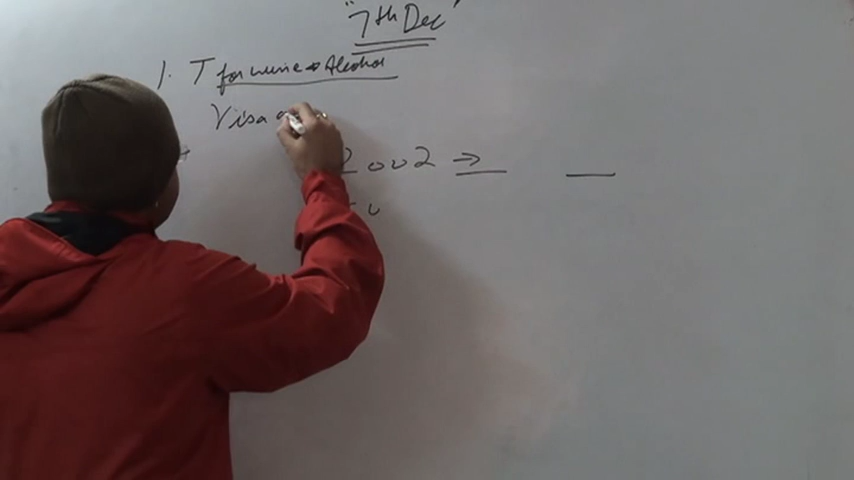 "7th Dec"
1. T for wine → Alcohol
Visa
2002 →